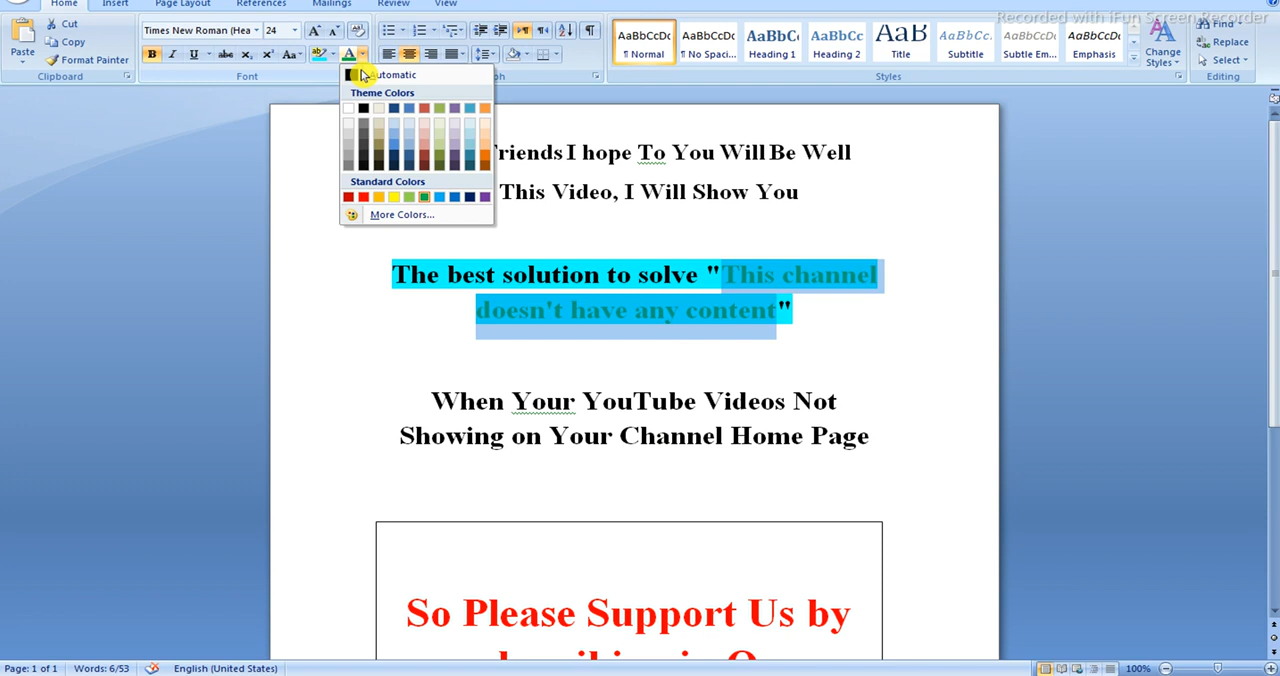 Home Insert Page Layout References Mailings Review View
Recorded with iFun Screen Recorder
Cut
Copy
Format Painter
Paste
Clipboard
Times New Roman (Hea 24
B I U abc x₂ x² Aa
Font
AaBbCcDc AaBbCcDc AaBbC AaBbCc AaB AaBbCc. AaBbCcDc AaBbCcDc
¶ Normal ¶ No Spaci... Heading 1 Heading 2 Title Subtitle Subtle Em... Emphasis
Change
Styles
Styles
Find
Replace
Select
Editing
Automatic
Theme Colors
Standard Colors
More Colors...
Friends I hope To You Will Be Well
This Video, I Will Show You
The best solution to solve "This channel
doesn't have any content"
When Your YouTube Videos Not
Showing on Your Channel Home Page
So Please Support Us by
Page: 1 of 1 Words: 6/53 English (United States) 100%